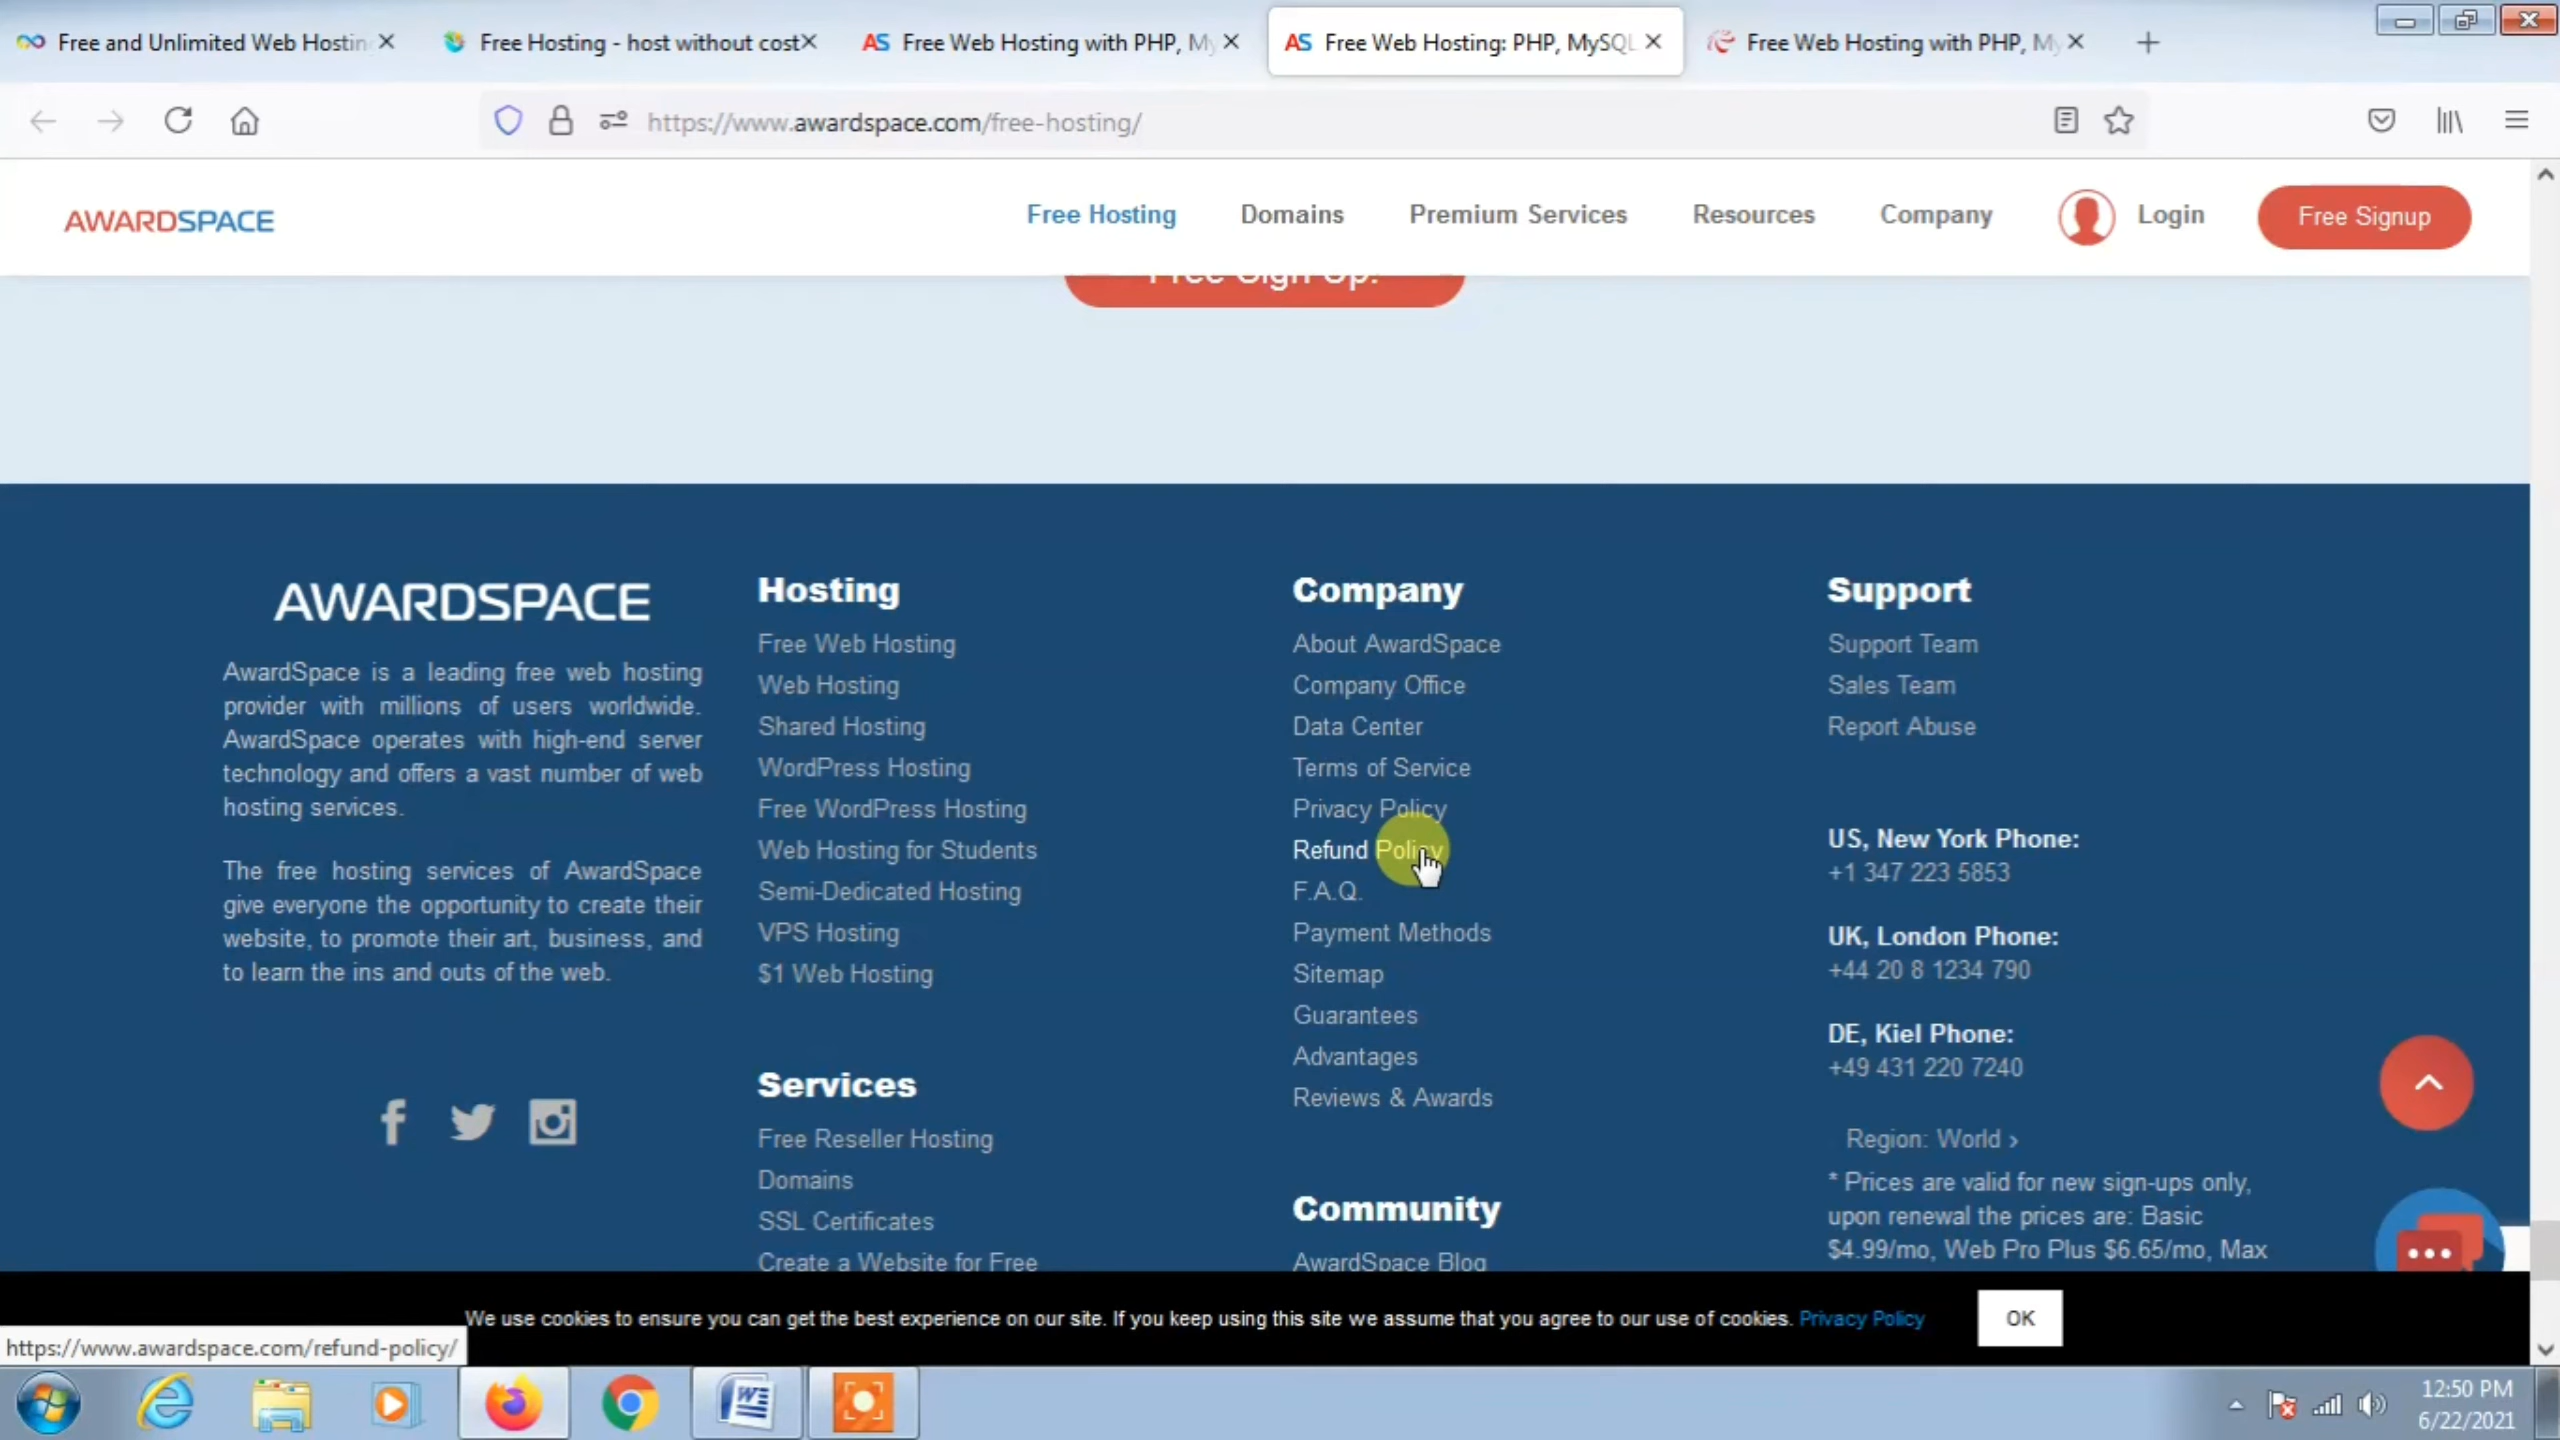 Free and Unlimited Web Hostin
Free Hosting - host without cost
AS Free Web Hosting with PHP, My
AS Free Web Hosting: PHP, MySQL
Free Web Hosting with PHP, My
https://www.awardspace.com/free-hosting/
AWARDSPACE
Free Hosting
Domains
Premium Services
Resources
Company
Login
Free Signup
Free Sign Up!
AWARDSPACE
AwardSpace is a leading free web hosting
provider with millions of users worldwide.
AwardSpace operates with high-end server
technology and offers a vast number of web
hosting services.
The free hosting services of AwardSpace
give everyone the opportunity to create their
website, to promote their art, business, and
to learn the ins and outs of the web.
Hosting
Free Web Hosting
Web Hosting
Shared Hosting
WordPress Hosting
Free WordPress Hosting
Web Hosting for Students
Semi-Dedicated Hosting
VPS Hosting
$1 Web Hosting
Services
Free Reseller Hosting
Domains
SSL Certificates
Create a Website for Free
Company
About AwardSpace
Company Office
Data Center
Terms of Service
Privacy Policy
Refund Policy
F.A.Q.
Payment Methods
Sitemap
Guarantees
Advantages
Reviews & Awards
Community
AwardSpace Blog
Support
Support Team
Sales Team
Report Abuse
US, New York Phone:
+1 347 223 5853
UK, London Phone:
+44 20 8 1234 790
DE, Kiel Phone:
+49 431 220 7240
Region: World ›
* Prices are valid for new sign-ups only,
upon renewal the prices are: Basic
$4.99/mo, Web Pro Plus $6.65/mo, Max
We use cookies to ensure you can get the best experience on our site. If you keep using this site we assume that you agree to our use of cookies. Privacy Policy
OK
https://www.awardspace.com/refund-policy/
12:50 PM
6/22/2021